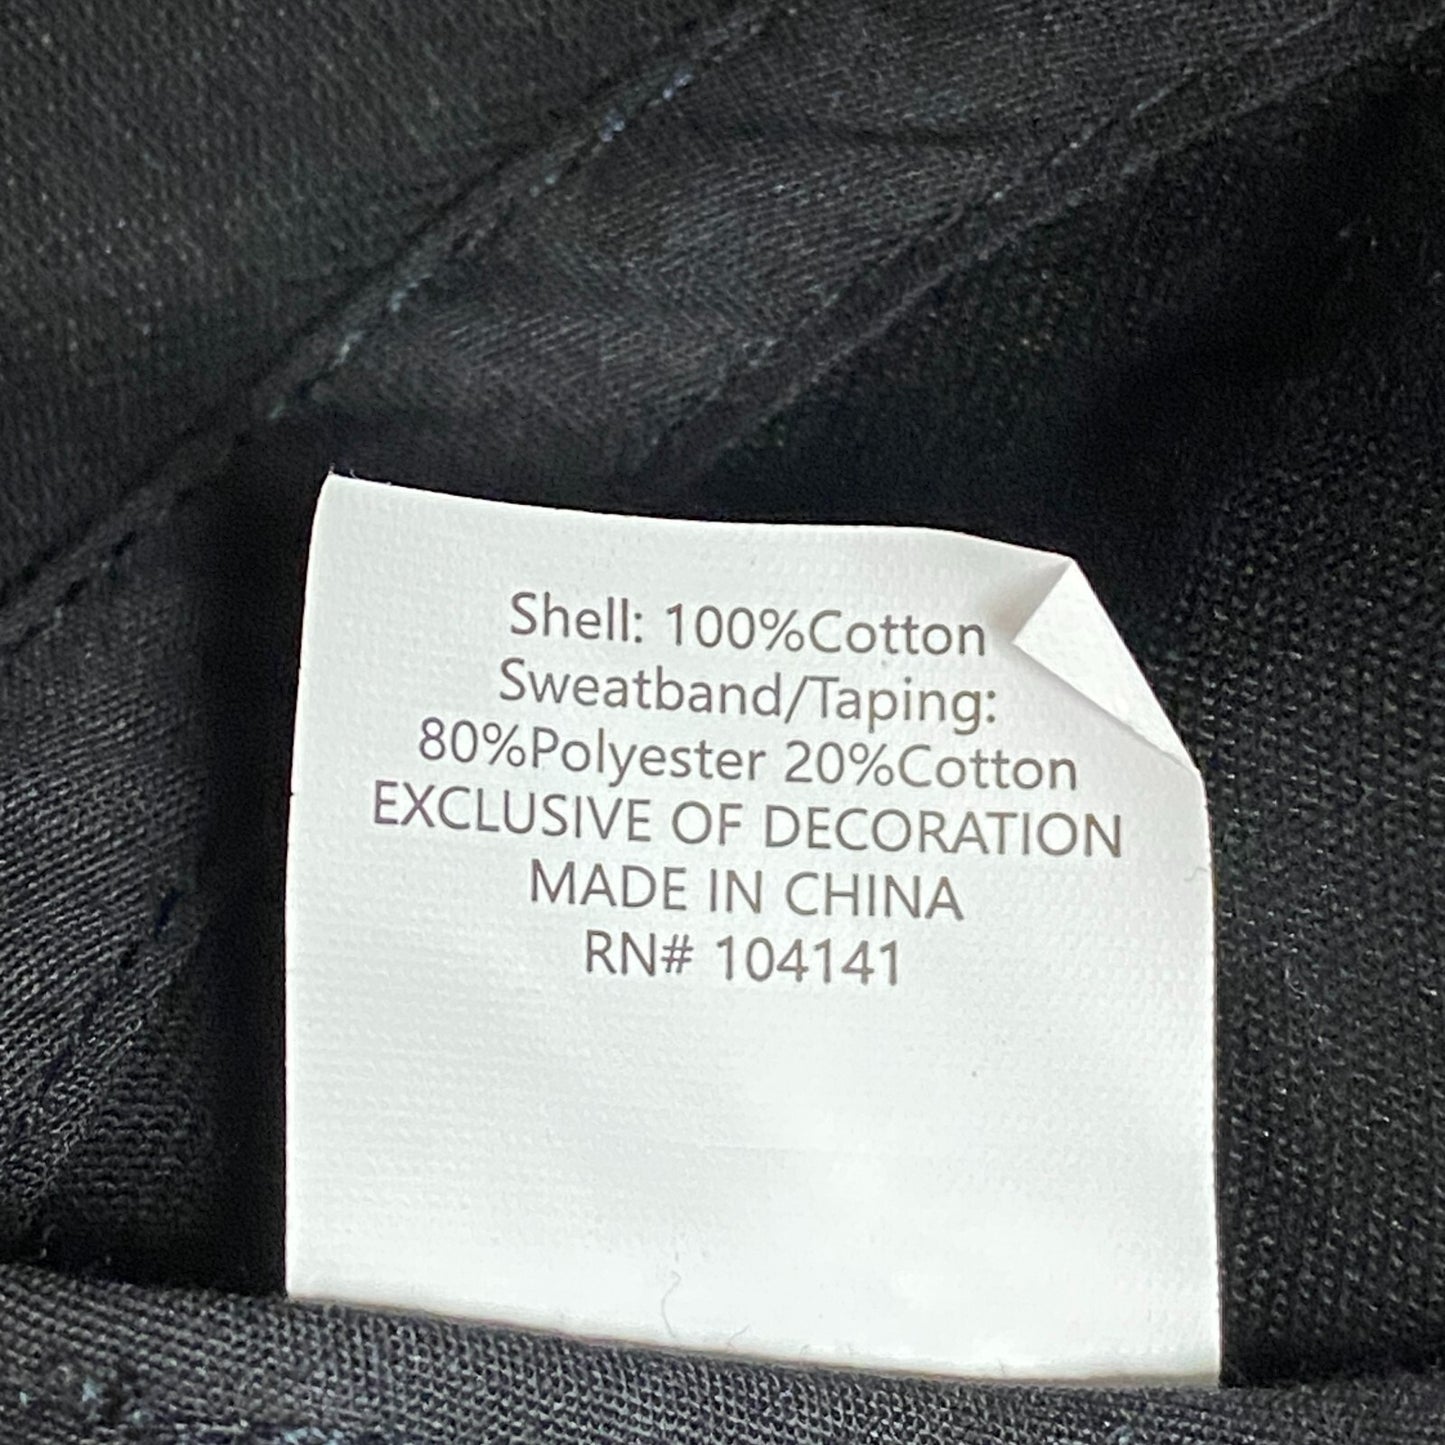 Shell: 100%Cotton
Sweatband/Taping:
80%Polyester 20%Cotton
EXCLUSIVE OF DECORATION
MADE IN CHINA
RN# 104141